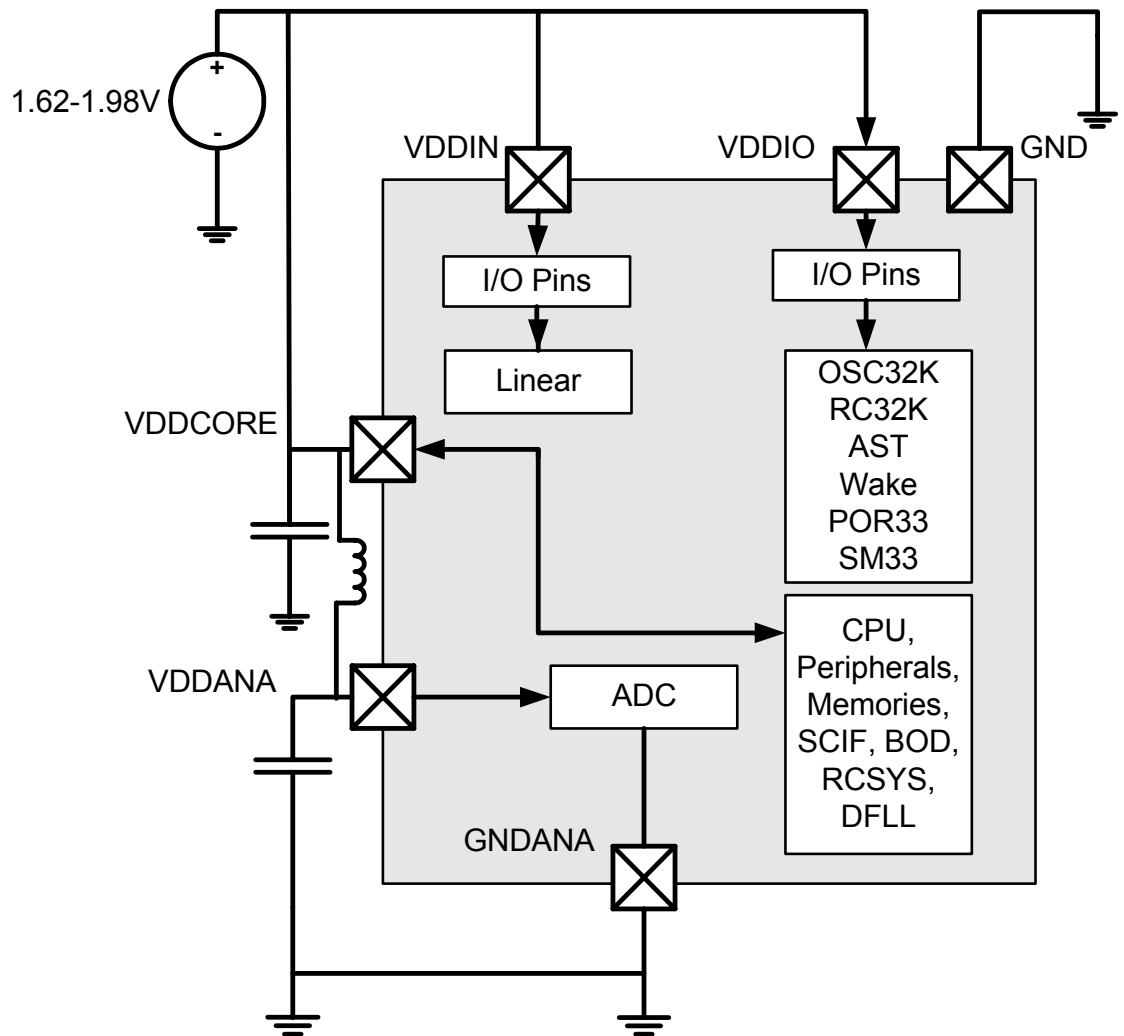 +
1.62-1.98V
-
VDDIN
VDDIO
GND
I/O Pins
I/O Pins
Linear
OSC32K
RC32K
AST
Wake
POR33
SM33
VDDCORE
CPU,
Peripherals,
Memories,
SCIF, BOD,
RCSYS,
DFLL
VDDANA
ADC
GNDANA